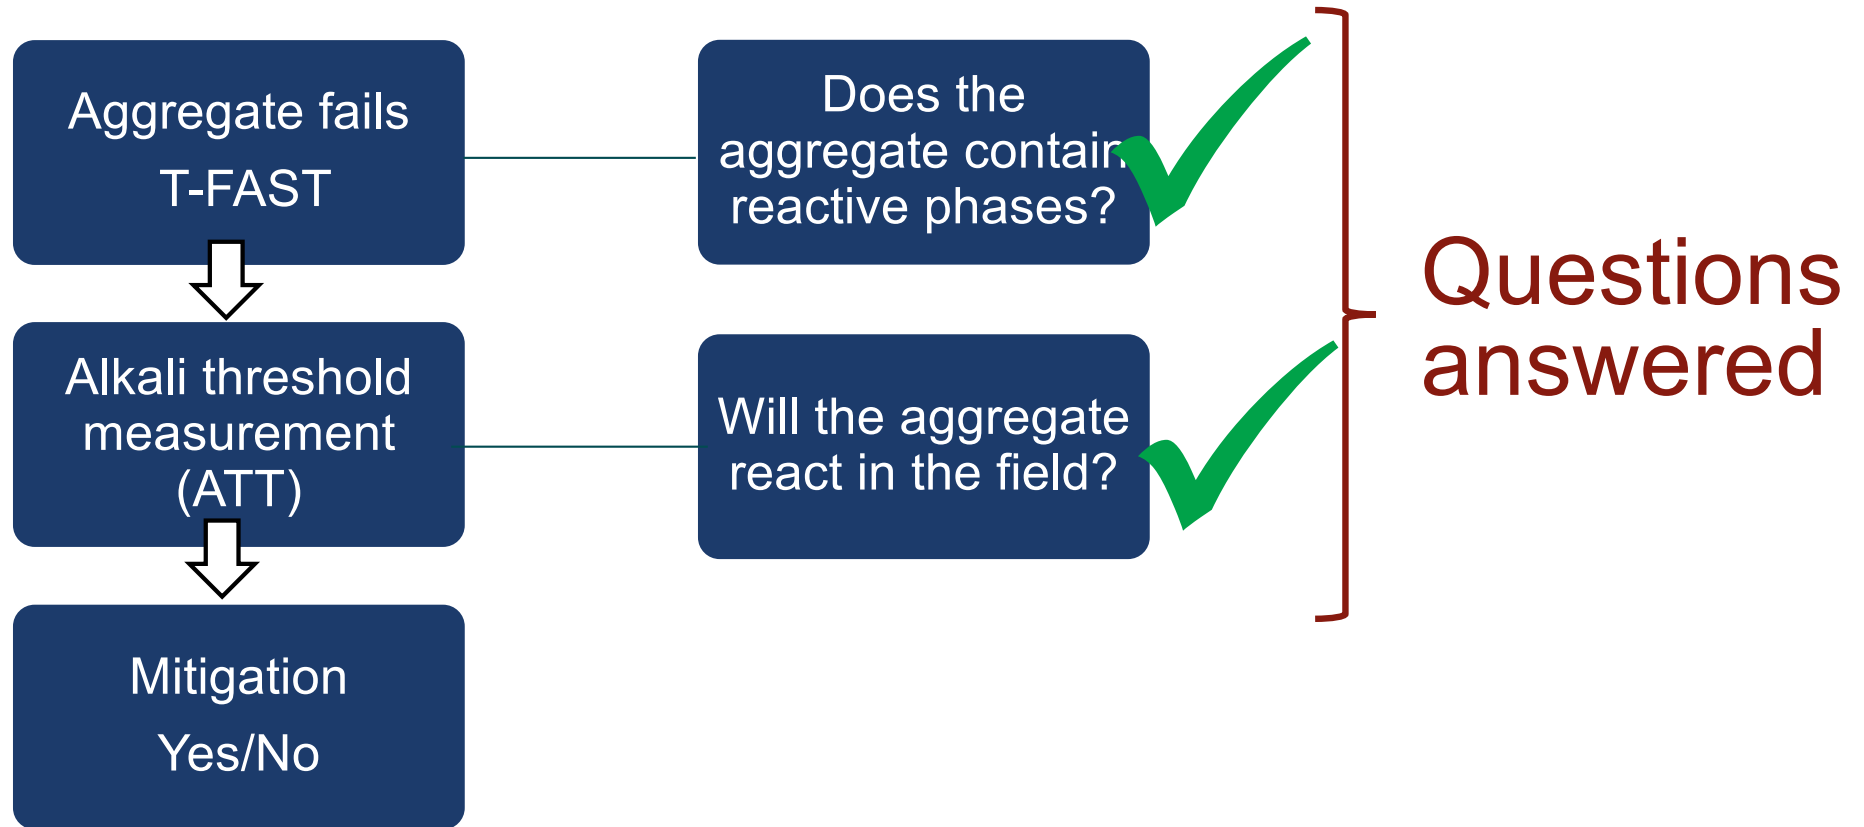 Aggregate fails
T-FAST
Does the
aggregate contain
reactive phases?
Alkali threshold
measurement
(ATT)
Will the aggregate
react in the field?
Mitigation
Yes/No
Questions
answered